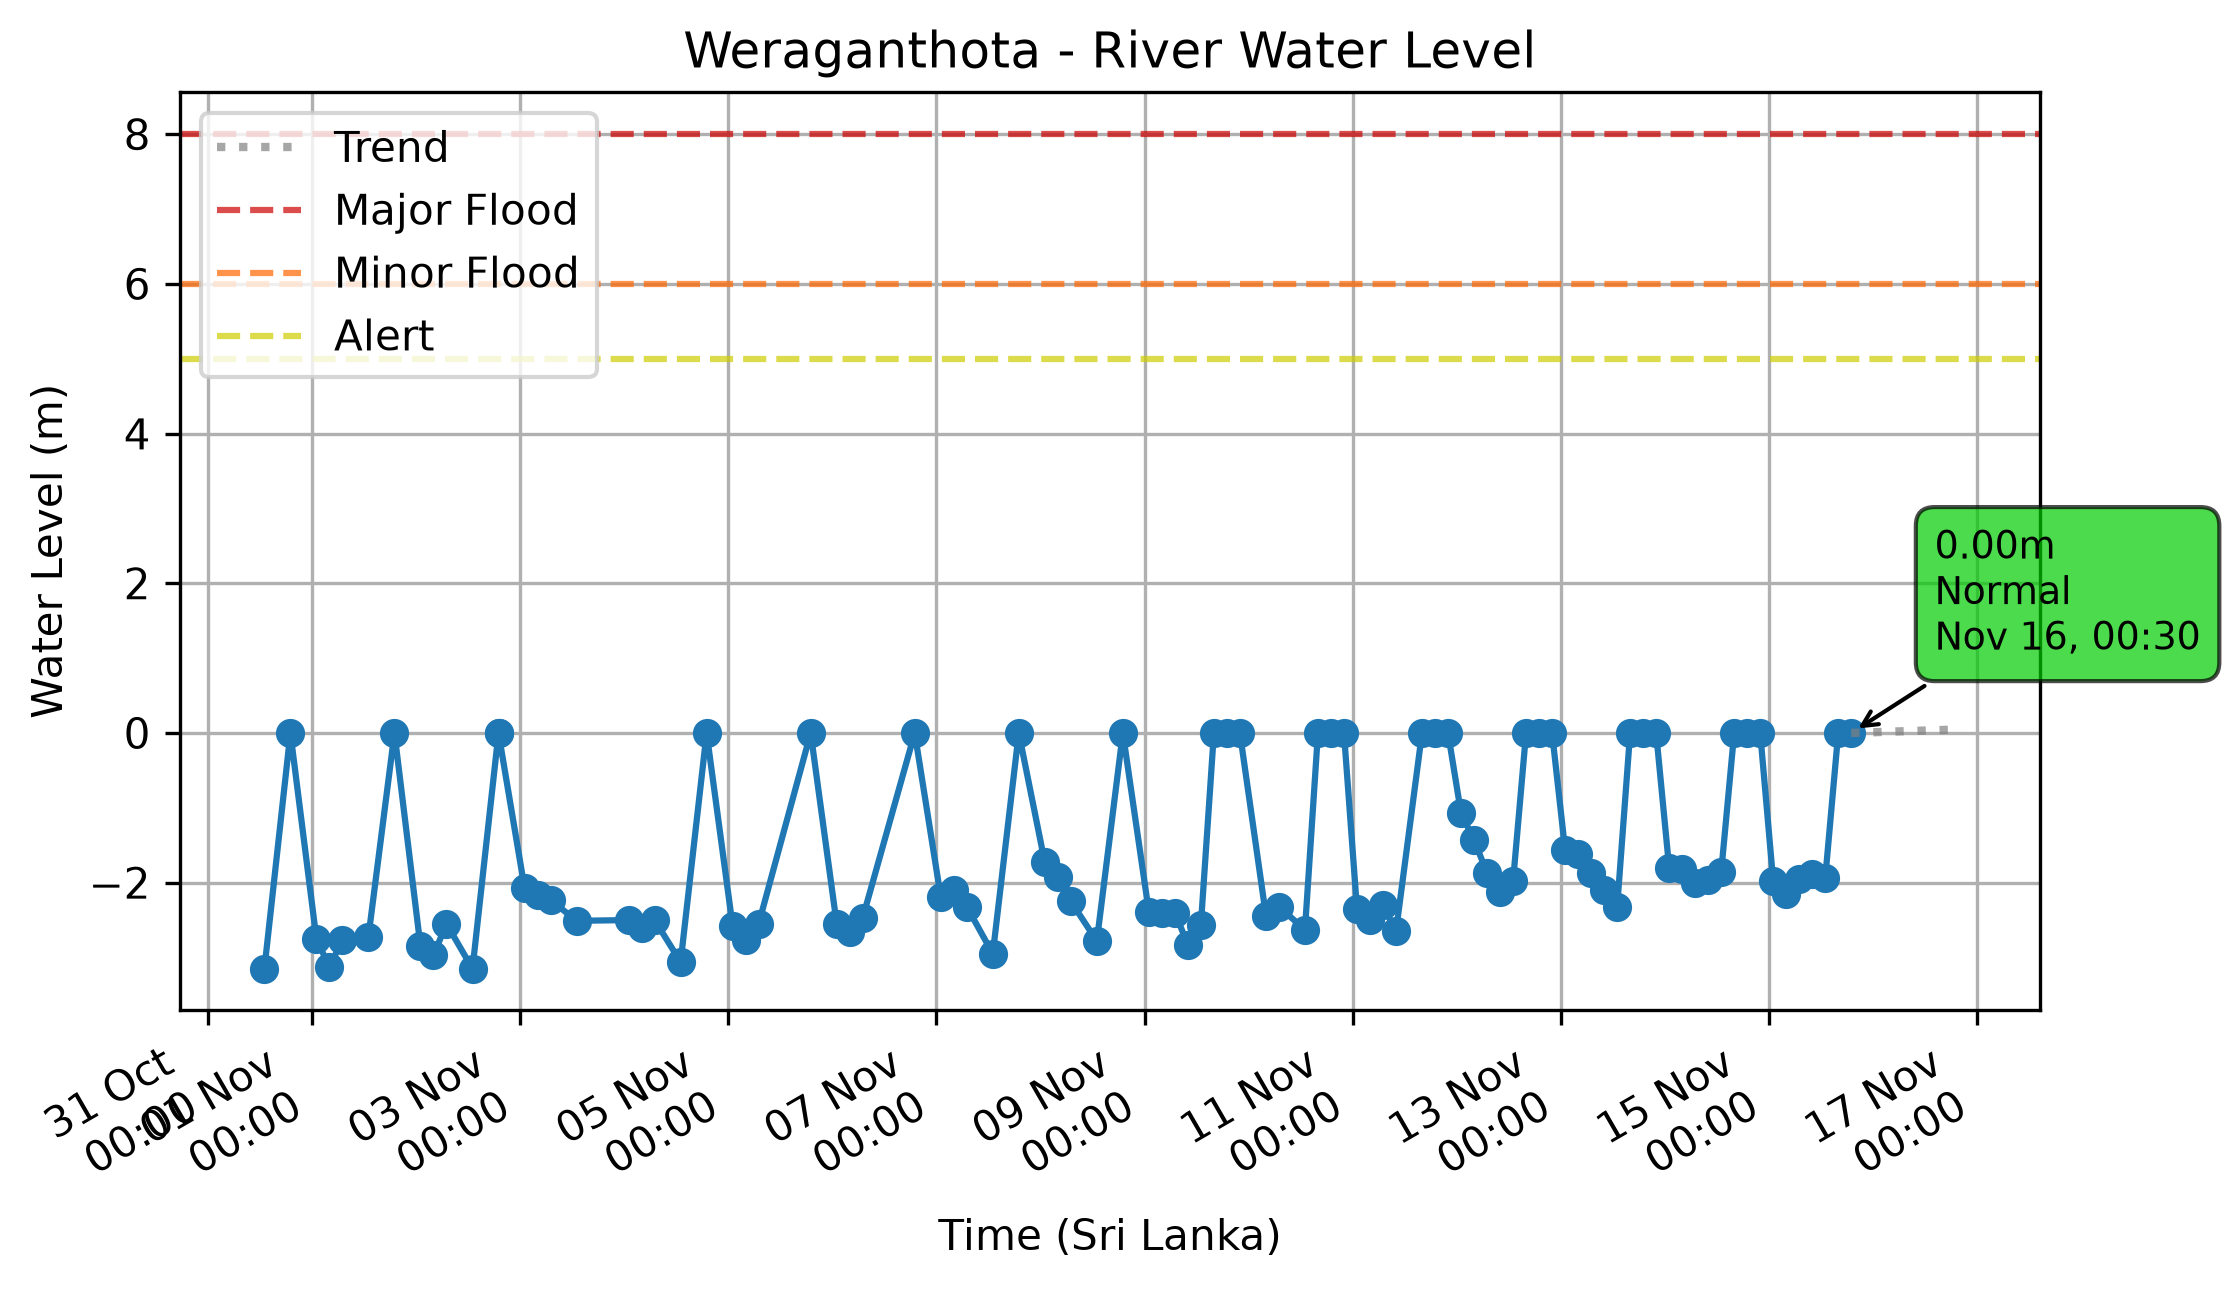 Weraganthota - River Water Level
8
6
4
2
0
−2
Water Level (m)
Trend
Major Flood
Minor Flood
Alert
0.00m
Normal
Nov 16, 00:30
31 Oct
00:00
01 Nov
00:00
03 Nov
00:00
05 Nov
00:00
07 Nov
00:00
09 Nov
00:00
11 Nov
00:00
13 Nov
00:00
15 Nov
00:00
17 Nov
00:00
Time (Sri Lanka)